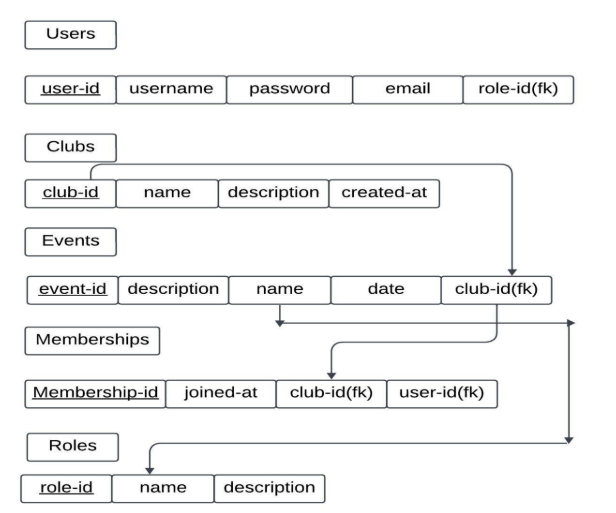 Users
user-id username password email role-id(fk)
Clubs
club-id name description created-at
Events
event-id description name date club-id(fk)
Memberships
Membership-id joined-at club-id(fk) user-id(fk)
Roles
role-id name description